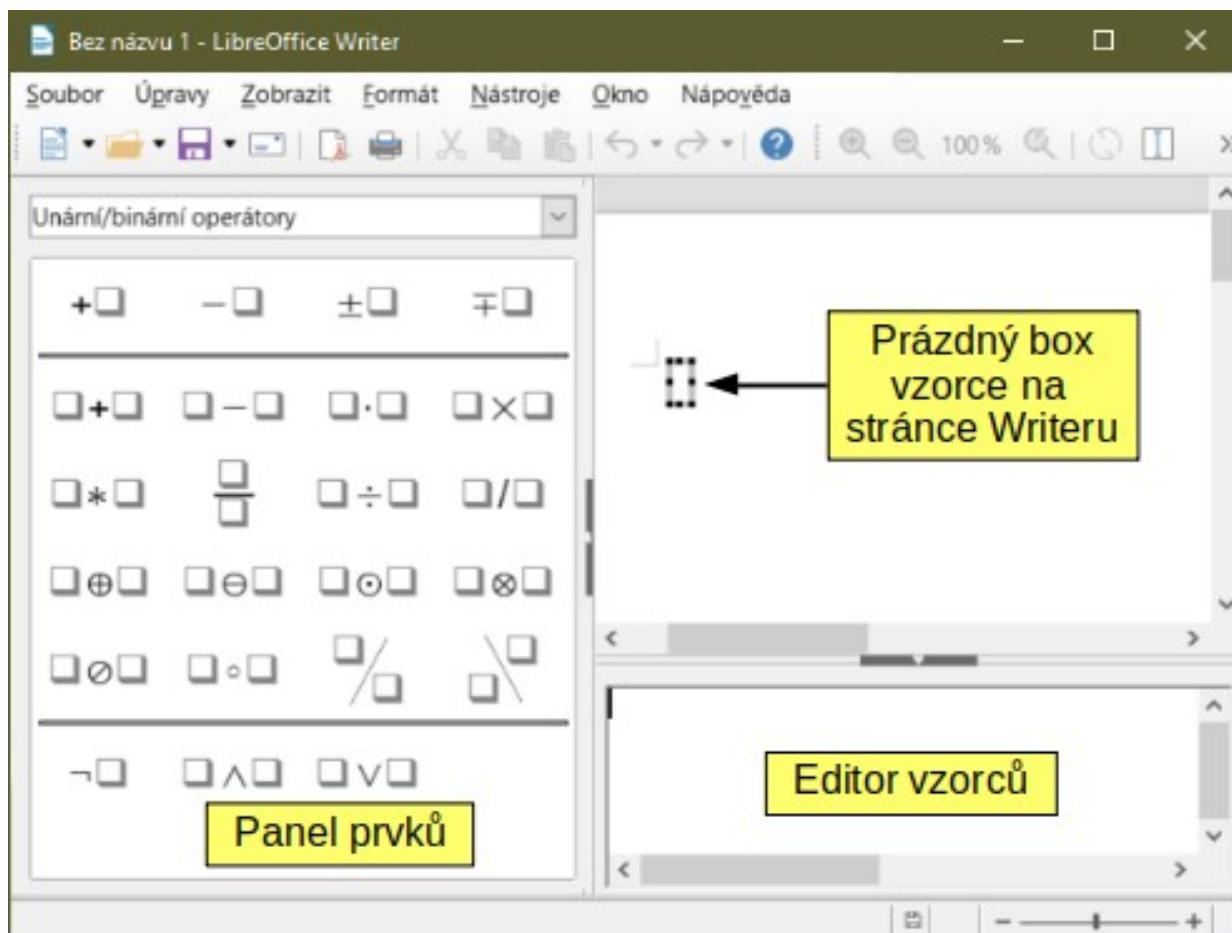 Bez názvu 1 - LibreOffice Writer
Soubor Úpravy Zobrazit Formát Nástroje Okno Nápověda
100%
Unární/binární operátory
+□ −□ ±□ ∓□
□+□ □−□ □·□ □×□
□∗□ □/□ □÷□ □/□
□⊕□ □⊖□ □⊙□ □⊗□
□⊘□ □∘□ □/□ □\□
¬□ □∧□ □∨□
Panel prvků
Prázdný box
vzorce na
stránce Writeru
Editor vzorců